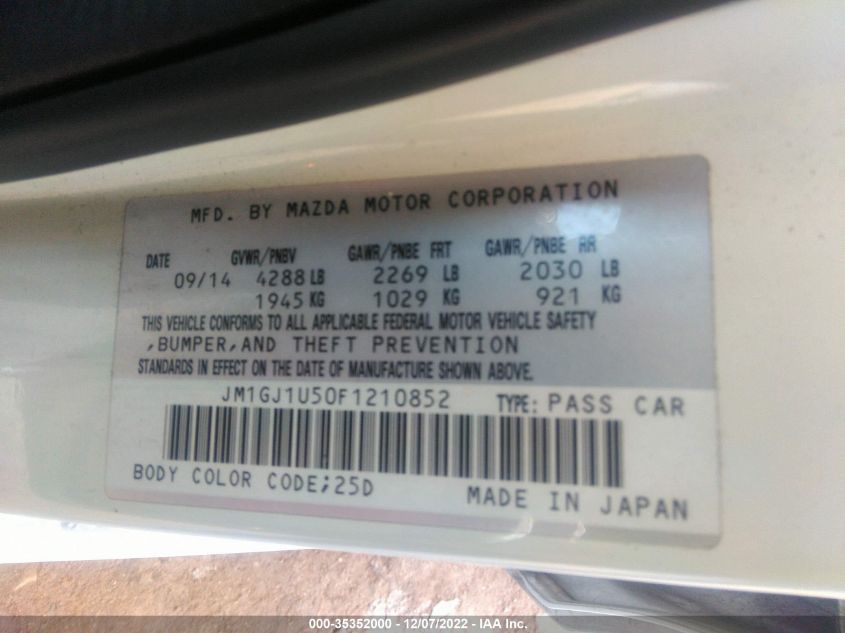 MFD. BY MAZDA MOTOR CORPORATION
DATE GVWR/PNBV GAWR/PNBE FRT GAWR/PNBE RR
09/14 4288 LB 2269 LB 2030 LB
1945 KG 1029 KG 921 KG
THIS VEHICLE CONFORMS TO ALL APPLICABLE FEDERAL MOTOR VEHICLE SAFETY
,BUMPER,AND THEFT PREVENTION
STANDARDS IN EFFECT ON THE DATE OF MANUFACTURE SHOWN ABOVE.
JM1GJ1U50F1210852 TYPE: PASS CAR
BODY COLOR CODE;25D MADE IN JAPAN
000-35352000 - 12/07/2022 - IAA Inc.